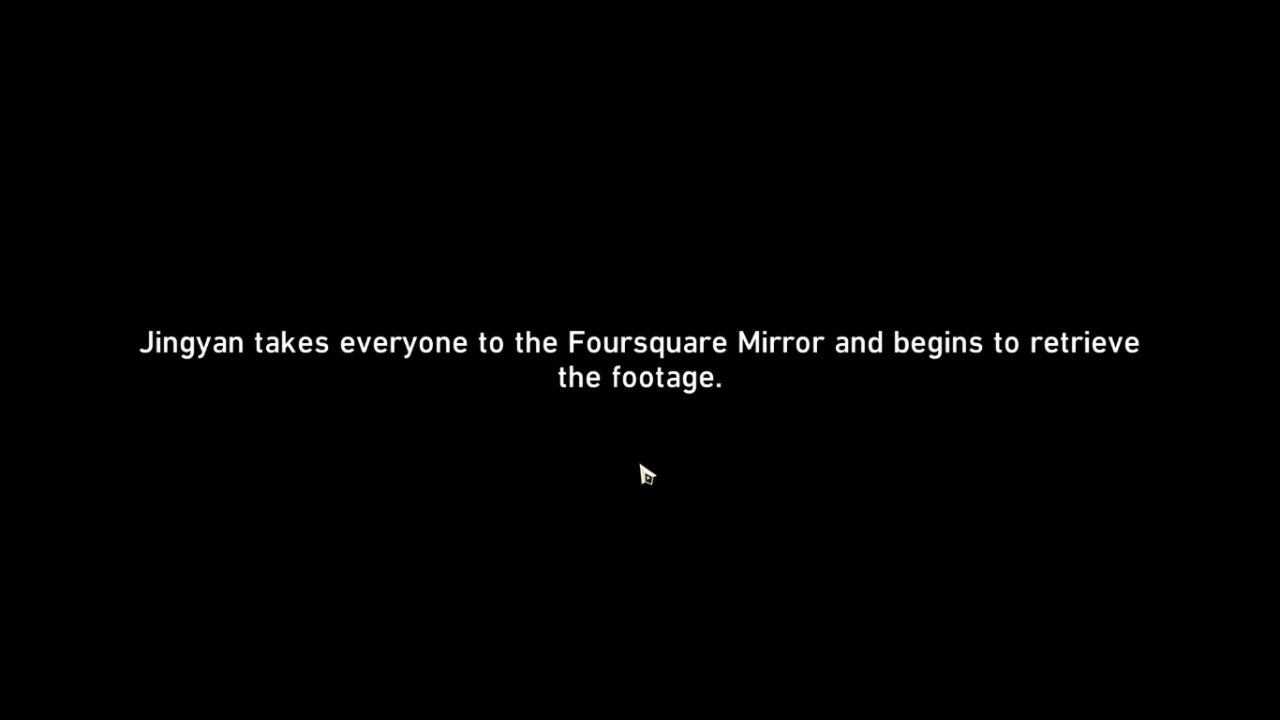 Jingyan takes everyone to the Foursquare Mirror and begins to retrieve
the footage.